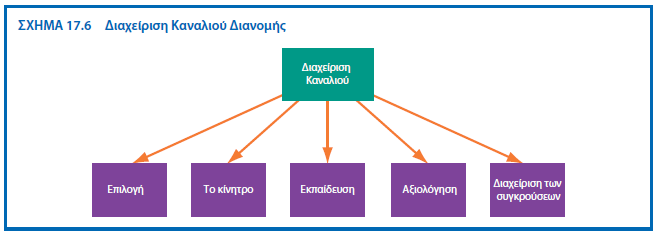 ΣΧΗΜΑ 17.6 Διαχείριση Καναλιού Διανομής
Διαχείριση
Καναλιού
Επιλογή
Το κίνητρο
Εκπαίδευση
Αξιολόγηση
Διαχείριση των
συγκρούσεων